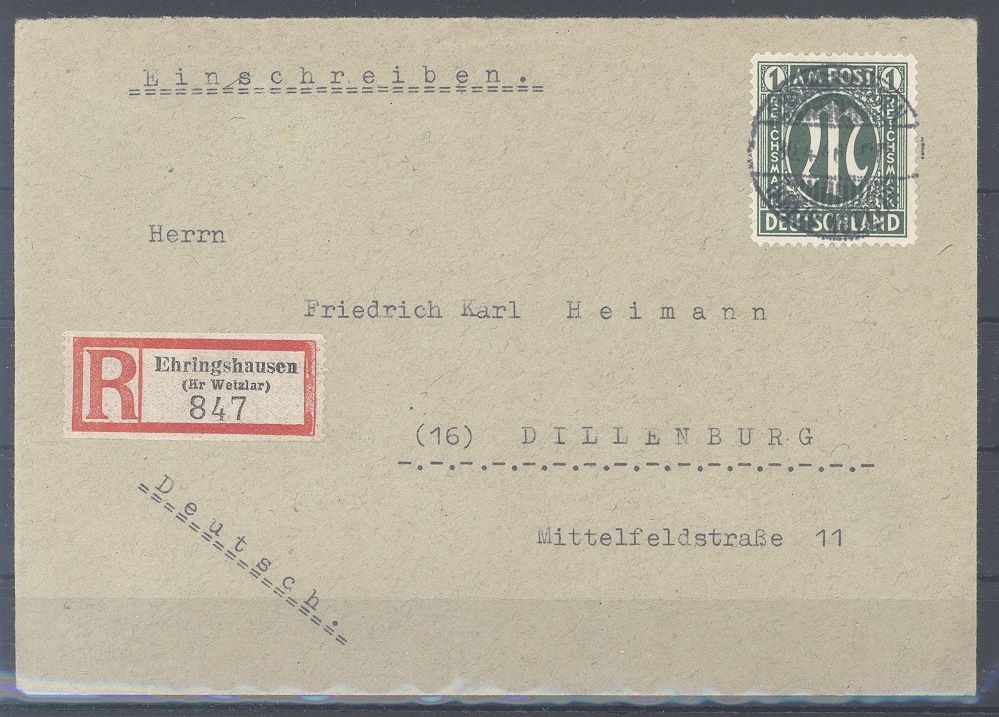 Einschreiben.
1 AM POST 1
REICHSMARK
REICHSMARK
M
DEUTSCHLAND
Herrn
Friedrich Karl Heimann
R
Ehringshausen
(Kr Wetzlar)
847
(16) DILLENBURG
Mittelfeldstraße 11
Deutsch.